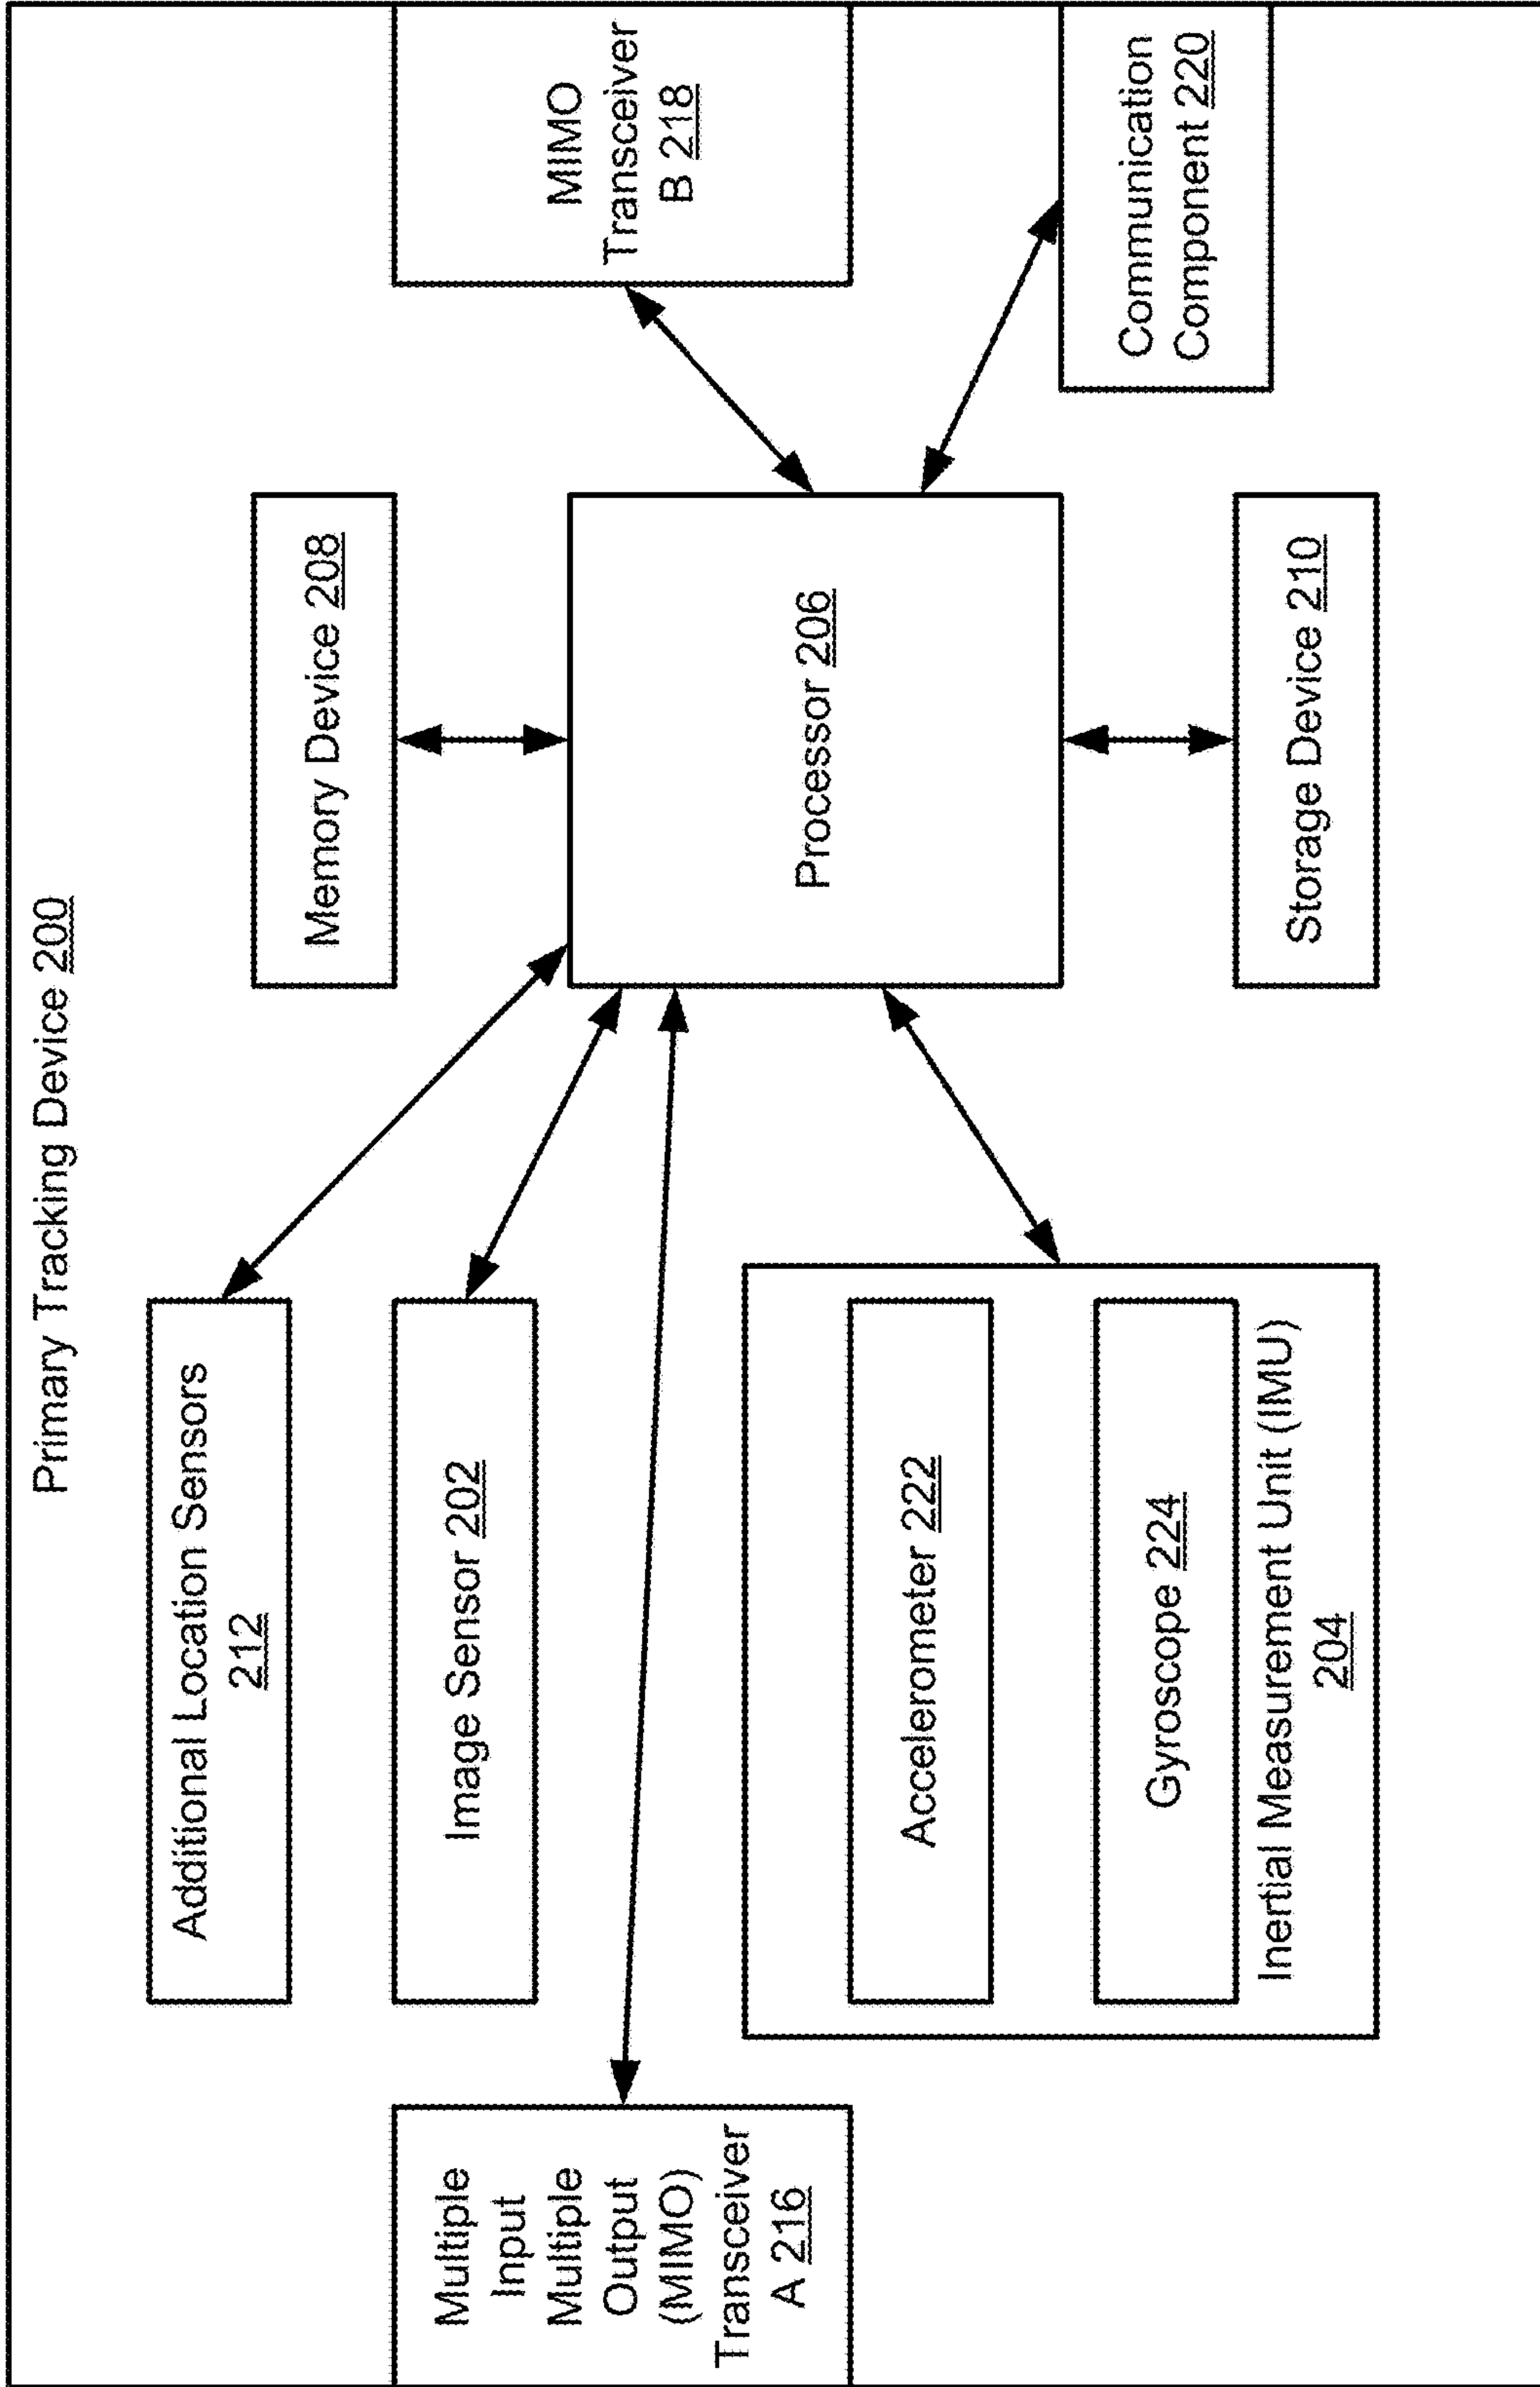 Primary Tracking Device 200
Additional Location Sensors
212
Memory Device 208
Multiple
Input
Multiple
Output
(MIMO)
Transceiver
A 216
Image Sensor 202
Processor 206
MIMO
Transceiver
B 218
Accelerometer 222
Gyroscope 224
Inertial Measurement Unit (IMU)
204
Storage Device 210
Communication
Component 220